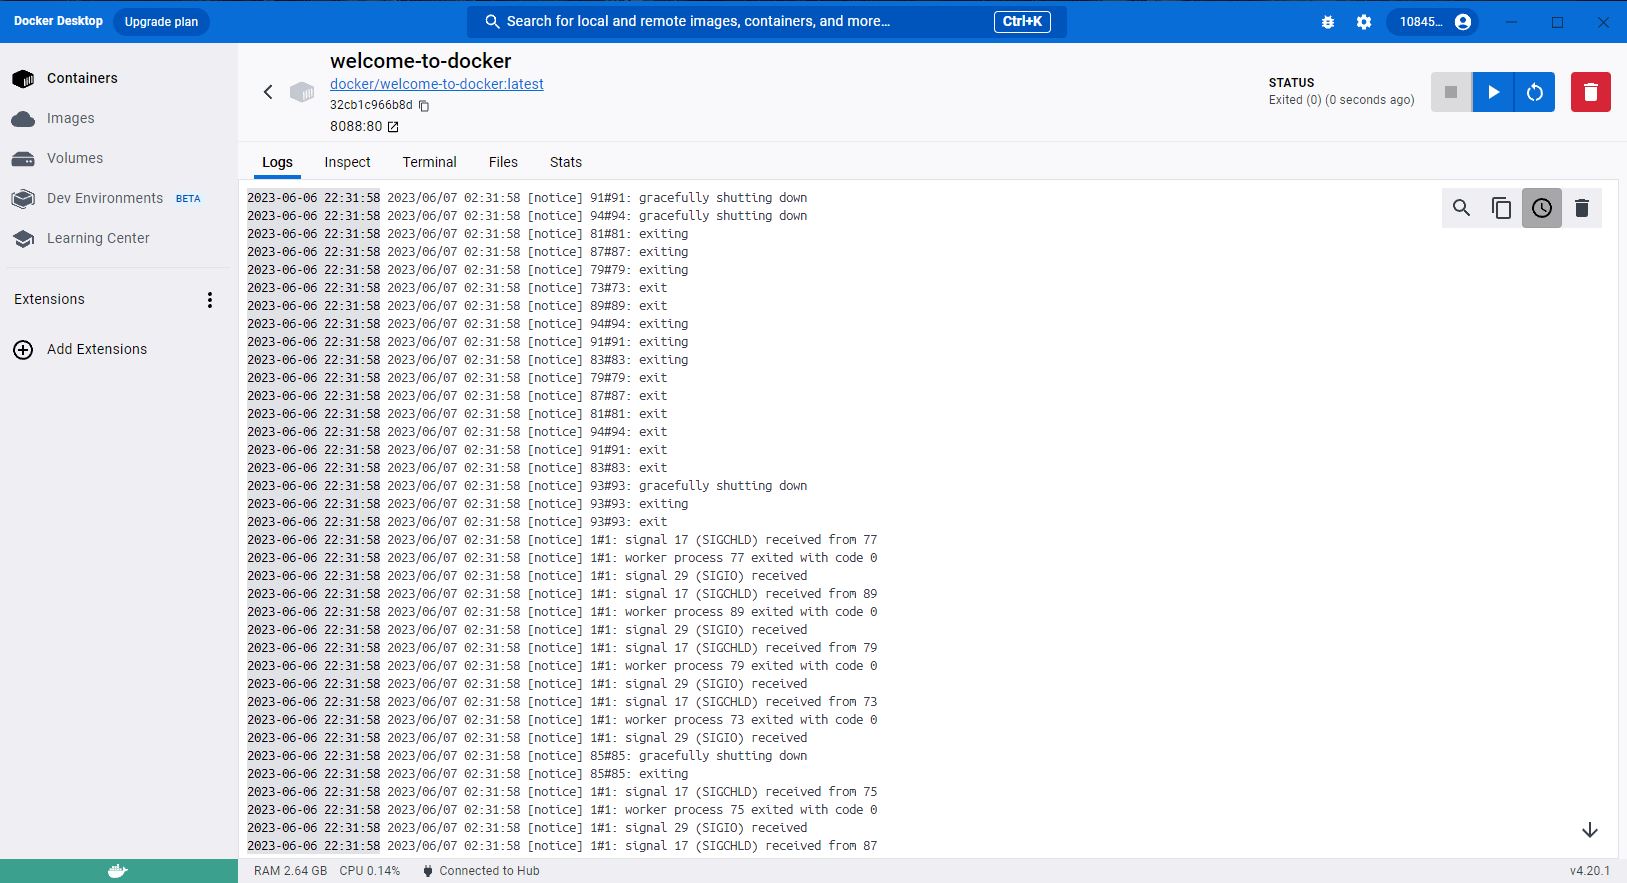 Docker Desktop Upgrade plan Search for local and remote images, containers, and more... Ctrl+K 10845...
Containers
Images
Volumes
Dev Environments BETA
Learning Center
Extensions
Add Extensions
welcome-to-docker
docker/welcome-to-docker:latest
32cb1c966b8d
8088:80
STATUS
Exited (0) (0 seconds ago)
Logs Inspect Terminal Files Stats
2023-06-06 22:31:58 2023/06/07 02:31:58 [notice] 91#91: gracefully shutting down
2023-06-06 22:31:58 2023/06/07 02:31:58 [notice] 94#94: gracefully shutting down
2023-06-06 22:31:58 2023/06/07 02:31:58 [notice] 81#81: exiting
2023-06-06 22:31:58 2023/06/07 02:31:58 [notice] 87#87: exiting
2023-06-06 22:31:58 2023/06/07 02:31:58 [notice] 79#79: exiting
2023-06-06 22:31:58 2023/06/07 02:31:58 [notice] 73#73: exit
2023-06-06 22:31:58 2023/06/07 02:31:58 [notice] 89#89: exit
2023-06-06 22:31:58 2023/06/07 02:31:58 [notice] 94#94: exiting
2023-06-06 22:31:58 2023/06/07 02:31:58 [notice] 91#91: exiting
2023-06-06 22:31:58 2023/06/07 02:31:58 [notice] 83#83: exiting
2023-06-06 22:31:58 2023/06/07 02:31:58 [notice] 79#79: exit
2023-06-06 22:31:58 2023/06/07 02:31:58 [notice] 87#87: exit
2023-06-06 22:31:58 2023/06/07 02:31:58 [notice] 81#81: exit
2023-06-06 22:31:58 2023/06/07 02:31:58 [notice] 94#94: exit
2023-06-06 22:31:58 2023/06/07 02:31:58 [notice] 91#91: exit
2023-06-06 22:31:58 2023/06/07 02:31:58 [notice] 83#83: exit
2023-06-06 22:31:58 2023/06/07 02:31:58 [notice] 93#93: gracefully shutting down
2023-06-06 22:31:58 2023/06/07 02:31:58 [notice] 93#93: exiting
2023-06-06 22:31:58 2023/06/07 02:31:58 [notice] 93#93: exit
2023-06-06 22:31:58 2023/06/07 02:31:58 [notice] 1#1: signal 17 (SIGCHLD) received from 77
2023-06-06 22:31:58 2023/06/07 02:31:58 [notice] 1#1: worker process 77 exited with code 0
2023-06-06 22:31:58 2023/06/07 02:31:58 [notice] 1#1: signal 29 (SIGIO) received
2023-06-06 22:31:58 2023/06/07 02:31:58 [notice] 1#1: signal 17 (SIGCHLD) received from 89
2023-06-06 22:31:58 2023/06/07 02:31:58 [notice] 1#1: worker process 89 exited with code 0
2023-06-06 22:31:58 2023/06/07 02:31:58 [notice] 1#1: signal 29 (SIGIO) received
2023-06-06 22:31:58 2023/06/07 02:31:58 [notice] 1#1: signal 17 (SIGCHLD) received from 79
2023-06-06 22:31:58 2023/06/07 02:31:58 [notice] 1#1: worker process 79 exited with code 0
2023-06-06 22:31:58 2023/06/07 02:31:58 [notice] 1#1: signal 29 (SIGIO) received
2023-06-06 22:31:58 2023/06/07 02:31:58 [notice] 1#1: signal 17 (SIGCHLD) received from 73
2023-06-06 22:31:58 2023/06/07 02:31:58 [notice] 1#1: worker process 73 exited with code 0
2023-06-06 22:31:58 2023/06/07 02:31:58 [notice] 1#1: signal 29 (SIGIO) received
2023-06-06 22:31:58 2023/06/07 02:31:58 [notice] 85#85: gracefully shutting down
2023-06-06 22:31:58 2023/06/07 02:31:58 [notice] 85#85: exiting
2023-06-06 22:31:58 2023/06/07 02:31:58 [notice] 1#1: signal 17 (SIGCHLD) received from 75
2023-06-06 22:31:58 2023/06/07 02:31:58 [notice] 1#1: worker process 75 exited with code 0
2023-06-06 22:31:58 2023/06/07 02:31:58 [notice] 1#1: signal 29 (SIGIO) received
2023-06-06 22:31:58 2023/06/07 02:31:58 [notice] 1#1: signal 17 (SIGCHLD) received from 87
RAM 2.64 GB CPU 0.14% Connected to Hub v4.20.1